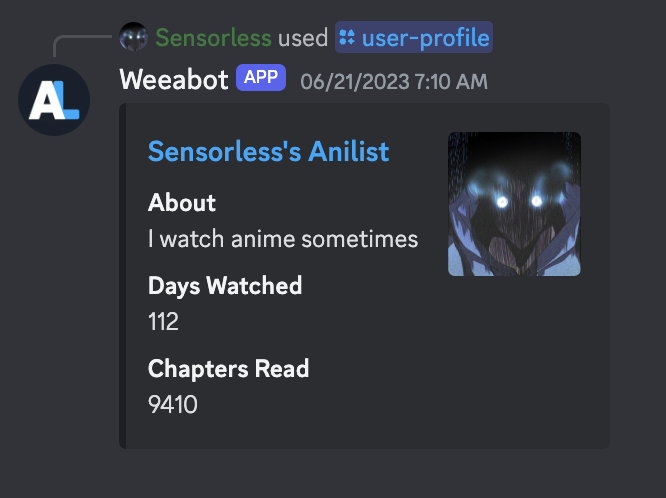 Sensorless used user-profile
Weeabot APP 06/21/2023 7:10 AM
AL
Sensorless's Anilist
About
I watch anime sometimes
Days Watched
112
Chapters Read
9410